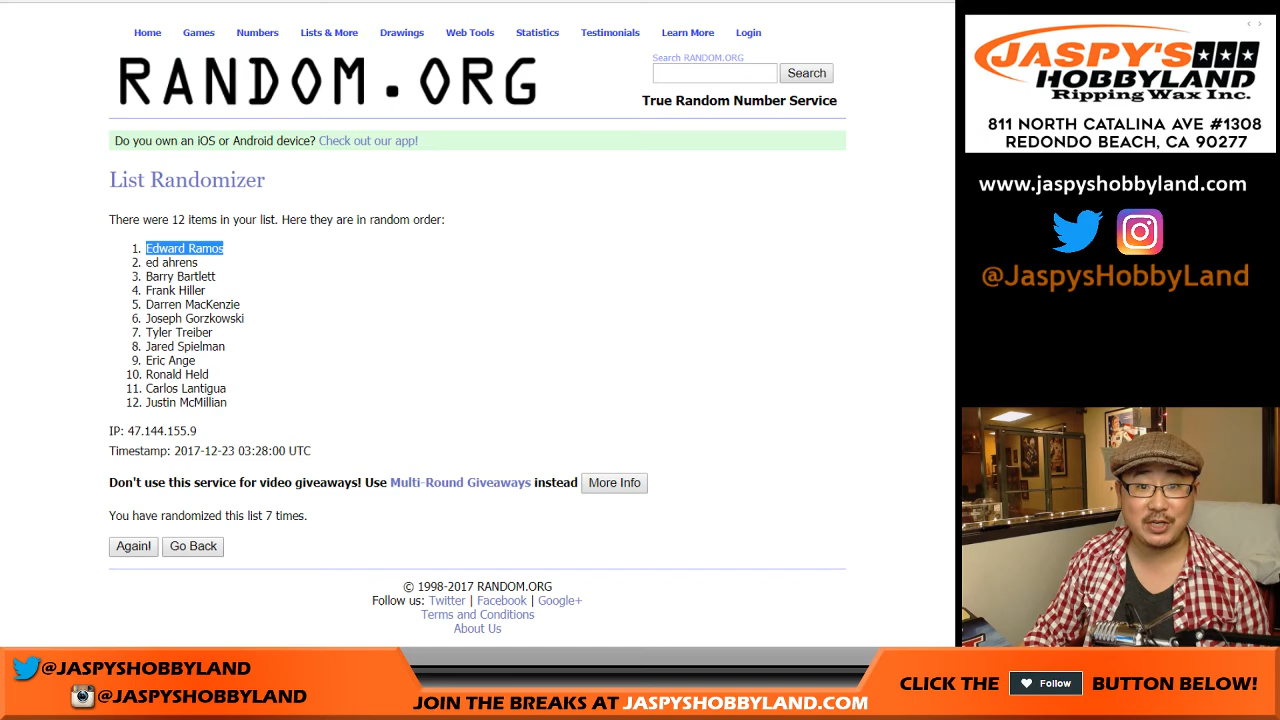 Home Games Numbers Lists & More Drawings Web Tools Statistics Testimonials Learn More Login
RANDOM.ORG
Search RANDOM.ORG
Search
True Random Number Service
Do you own an iOS or Android device? Check out our app!
List Randomizer
There were 12 items in your list. Here they are in random order:
1. Edward Ramos
2. ed ahrens
3. Barry Bartlett
4. Frank Hiller
5. Darren MacKenzie
6. Joseph Gorzkowski
7. Tyler Treiber
8. Jared Spielman
9. Eric Ange
10. Ronald Held
11. Carlos Lantigua
12. Justin McMillian
IP: 47.144.155.9
Timestamp: 2017-12-23 03:28:00 UTC
Don't use this service for video giveaways! Use Multi-Round Giveaways instead More Info
You have randomized this list 7 times.
Again! Go Back
© 1998-2017 RANDOM.ORG
Follow us: Twitter | Facebook | Google+
Terms and Conditions
About Us
JASPY'S
HOBBYLAND
Ripping Wax Inc.
811 NORTH CATALINA AVE #1308
REDONDO BEACH, CA 90277
www.jaspyshobbyland.com
@JaspysHobbyLand
@JASPYSHOBBYLAND
@JASPYSHOBBYLAND
JOIN THE BREAKS AT JASPYSHOBBYLAND.COM
CLICK THE Follow BUTTON BELOW!